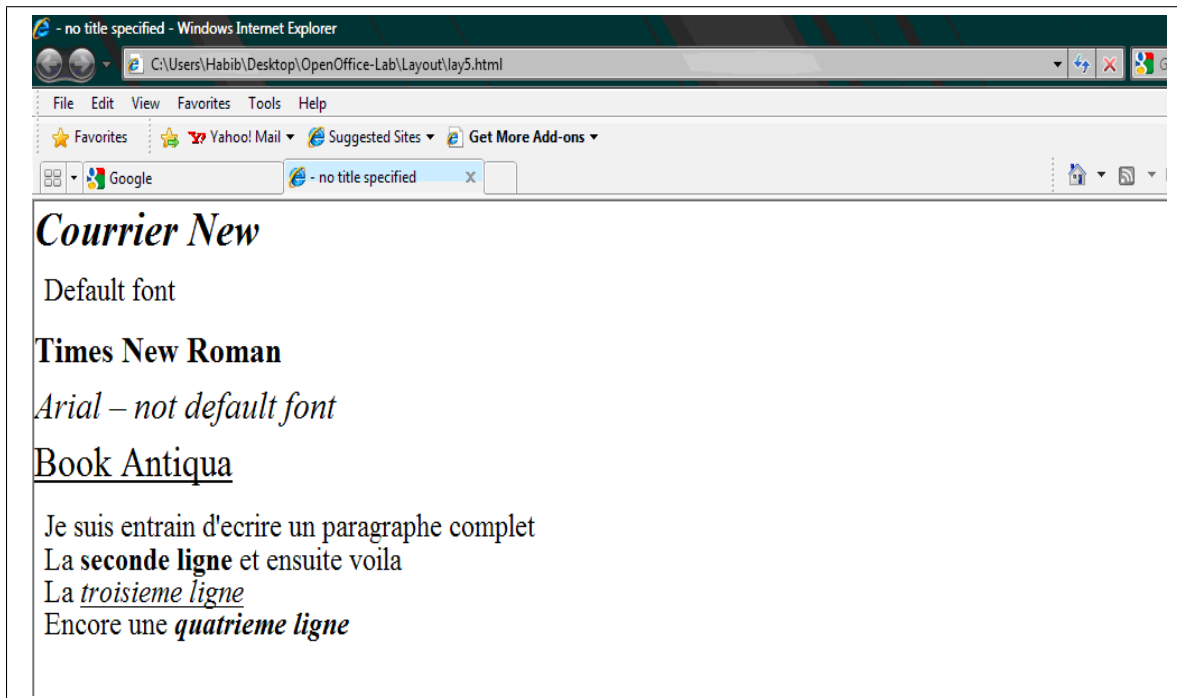 - no title specified - Windows Internet Explorer
C:\Users\Habib\Desktop\OpenOffice-Lab\Layout\lay5.html
File Edit View Favorites Tools Help
Favorites Yahoo! Mail Suggested Sites Get More Add-ons
Google - no title specified X
Courrier New
Default font
Times New Roman
Arial – not default font
Book Antiqua
Je suis entrain d'ecrire un paragraphe complet
La seconde ligne et ensuite voila
La troisieme ligne
Encore une quatrieme ligne